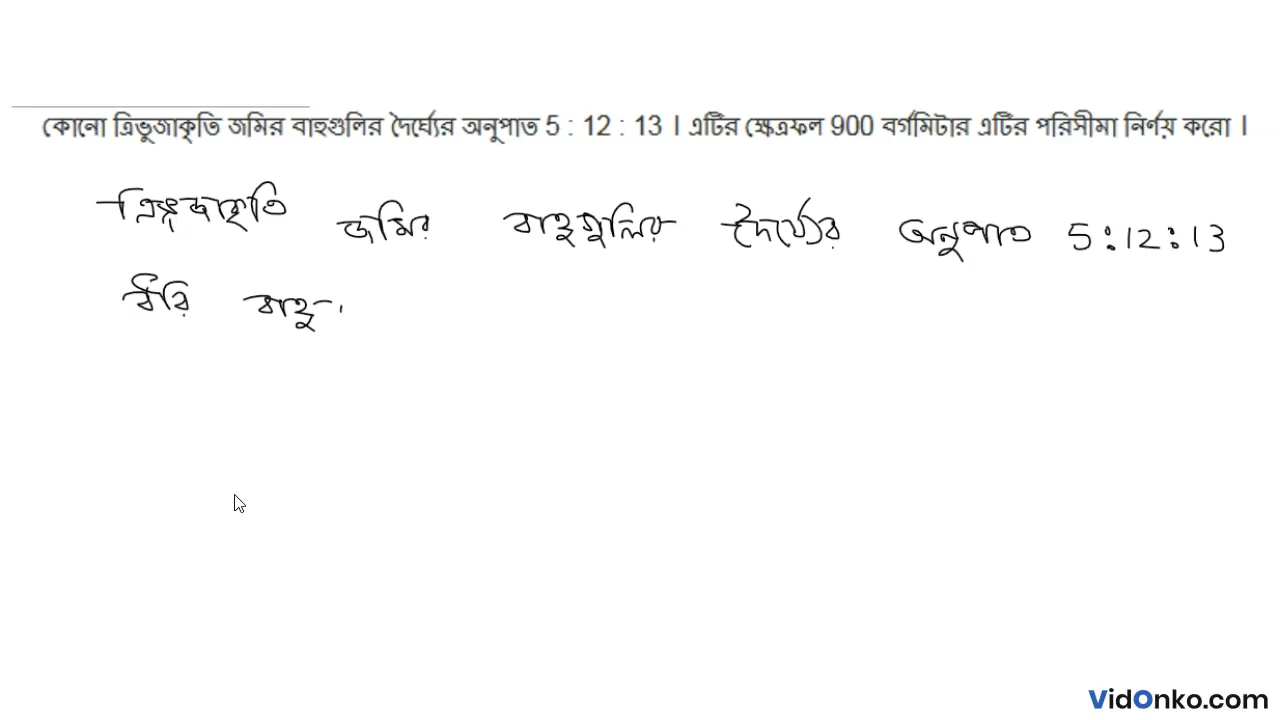 কোনো ত্রিভুজাকৃতি জমির বাহুগুলির দৈর্ঘ্যের অনুপাত 5 : 12 : 13 । এটির ক্ষেত্রফল 900 বর্গমিটার এটির পরিসীমা নির্ণয় করো ।
ত্রিভুজাকৃতি জমির বাহুগুলির দৈর্ঘ্যের অনুপাত 5:12:13
ধরি বাহু
VidOnko.com